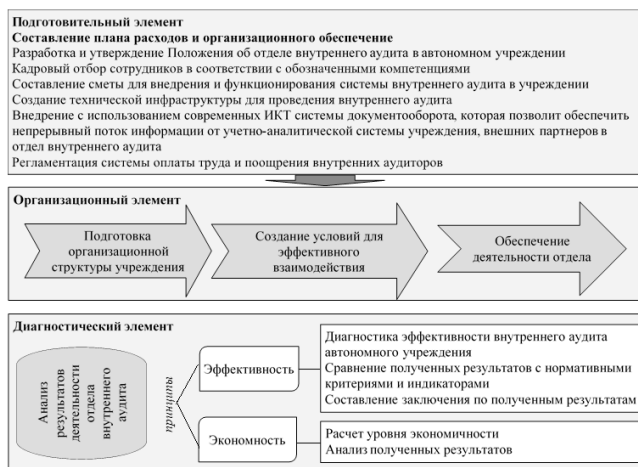 Подготовительный элемент
Составление плана расходов и организационного обеспечение
Разработка и утверждение Положения об отделе внутреннего аудита в автономном учреждении
Кадровый отбор сотрудников в соответствии с обозначенными компетенциями
Составление сметы для внедрения и функционирования системы внутреннего аудита в учреждении
Создание технической инфраструктуры для проведения внутреннего аудита
Внедрение с использованием современных ИКТ системы документооборота, которая позволит обеспечить
непрерывный поток информации от учетно-аналитической системы учреждения, внешних партнеров в
отдел внутреннего аудита
Регламентация системы оплаты труда и поощрения внутренних аудиторов
Организационный элемент
Подготовка
организационной
структуры учреждения
Создание условий для
эффективного
взаимодействия
Обеспечение
деятельности отдела
Диагностический элемент
Анализ
результатов
деятельности
отдела
внутреннего
аудита
принципы
Эффективность
Диагностика эффективности внутреннего аудита
автономного учреждения
Сравнение полученных результатов с нормативными
критериями и индикаторами
Составление заключения по полученным результатам
Экономность
Расчет уровня экономичности
Анализ полученных результатов